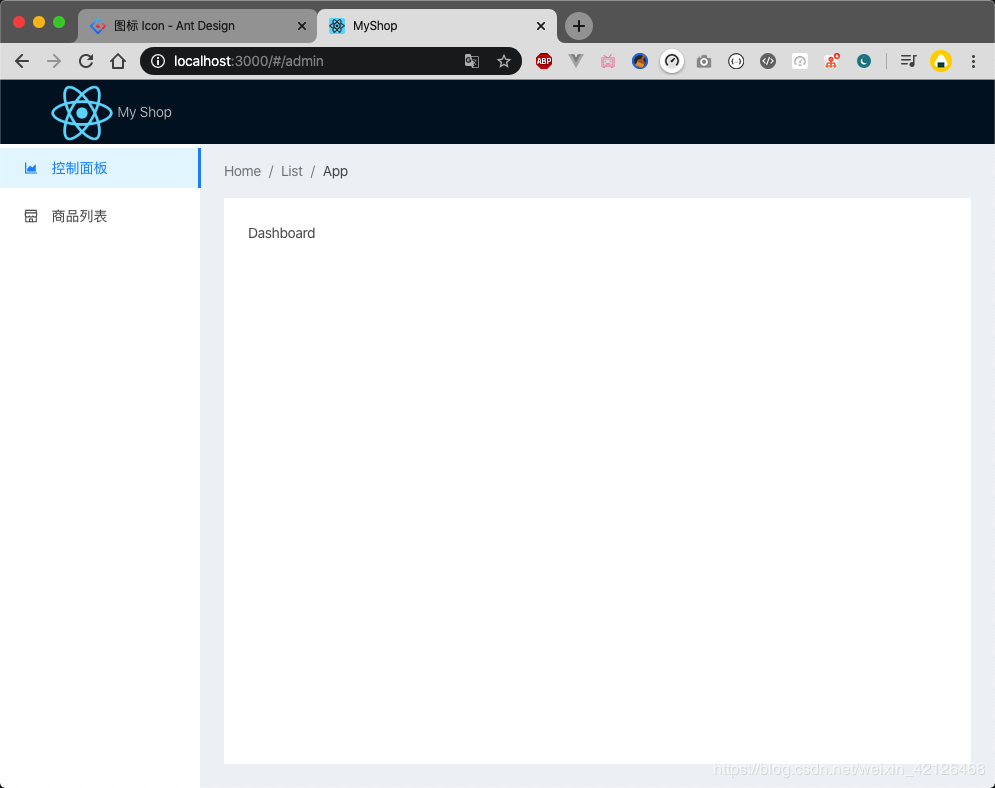 图标 Icon - Ant Design
MyShop
localhost:3000/#/admin
ABP
My Shop
控制面板
Home / List / App
商品列表
Dashboard
https://blog.csdn.net/weixin_42126468